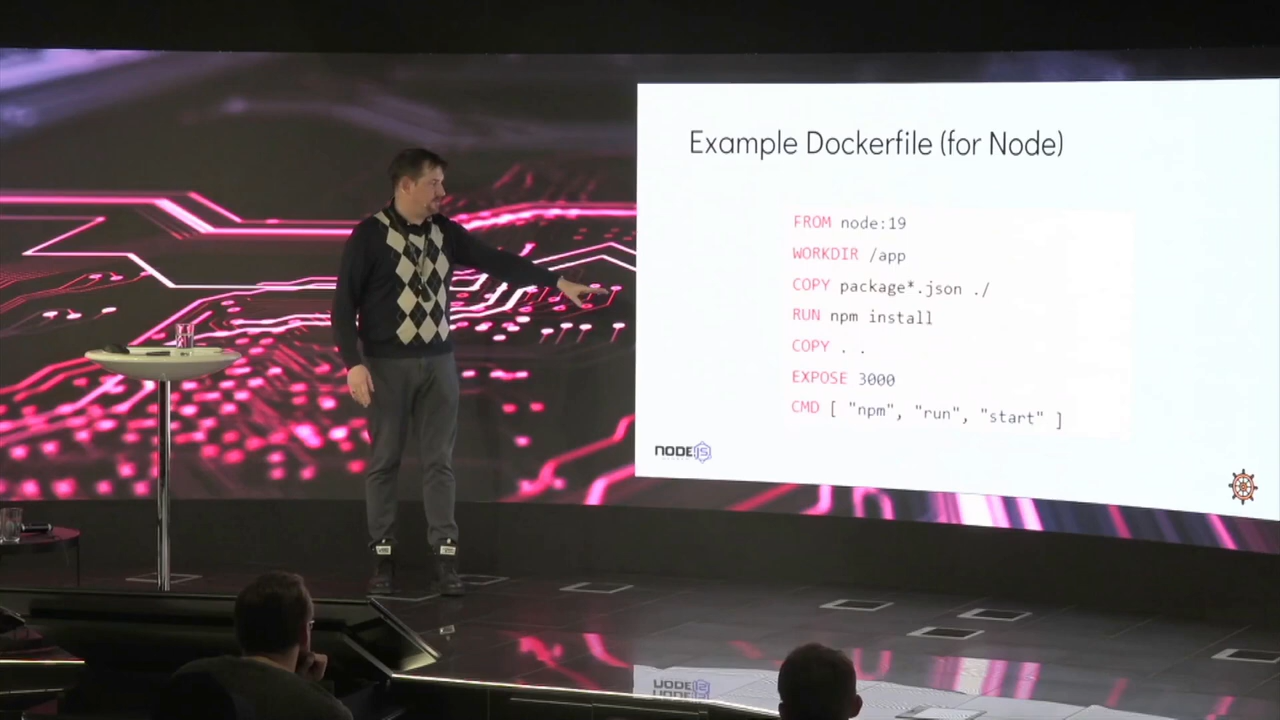 Example Dockerfile (for Node)
FROM node:19
WORKDIR /app
COPY package*.json ./
RUN npm install
COPY . .
EXPOSE 3000
CMD [ "npm", "run", "start" ]
NODEJS